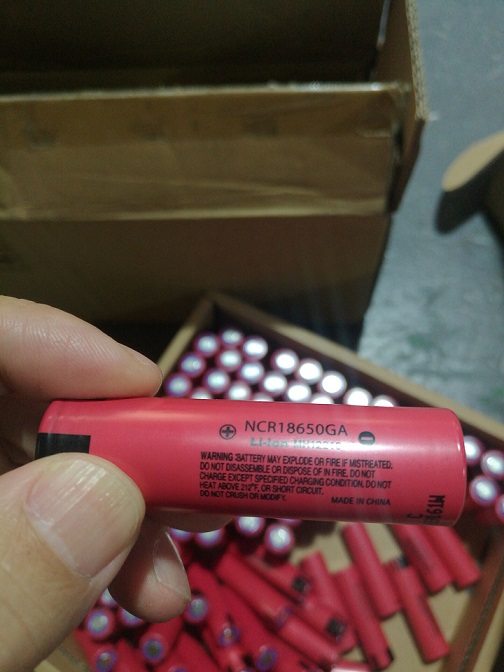 NCR18650GA
Li-ion
WARNING :BATTERY MAY EXPLODE OR FIRE IF MISTREATED.
DO NOT DISASSEMBLE OR DISPOSE OF IN FIRE. DO NOT
CHARGE EXCEPT SPECIFIED CHARGING CONDITION. DO NOT
HEAT ABOVE 212°F, OR SHORT CIRCUIT.
DO NOT CRUSH OR MODIFY.
MADE IN CHINA